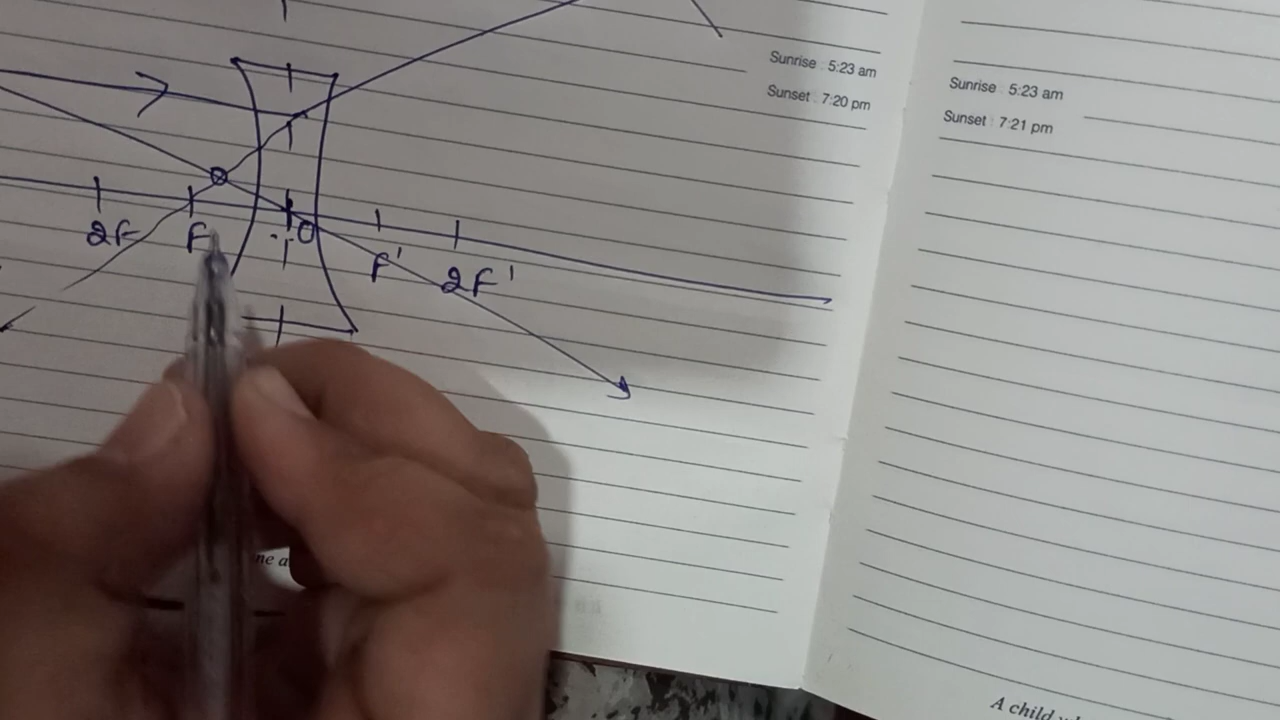 Sunrise : 5:23 am
Sunset : 7:20 pm
Sunrise : 5:23 am
Sunset : 7:21 pm
2F F O F' 2F'
A child